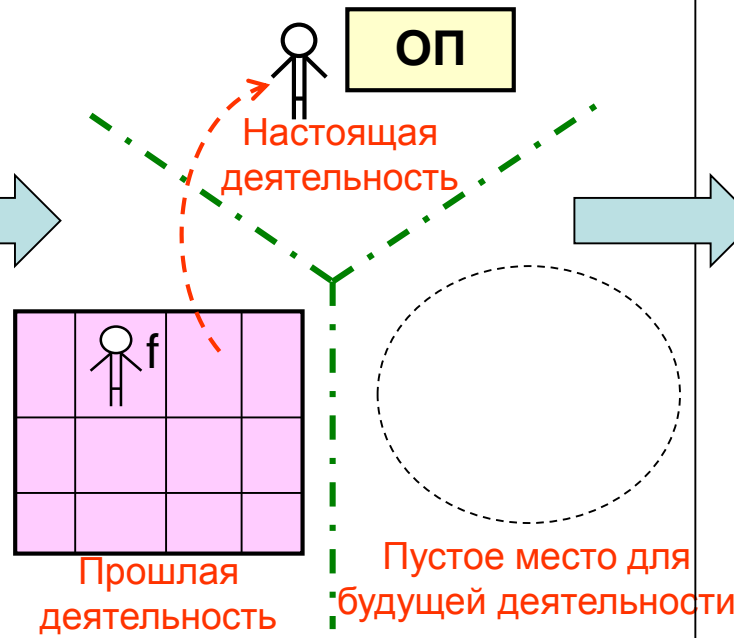 ОП
Настоящая
деятельность
f
Прошлая
деятельность
Пустое место для
будущей деятельности